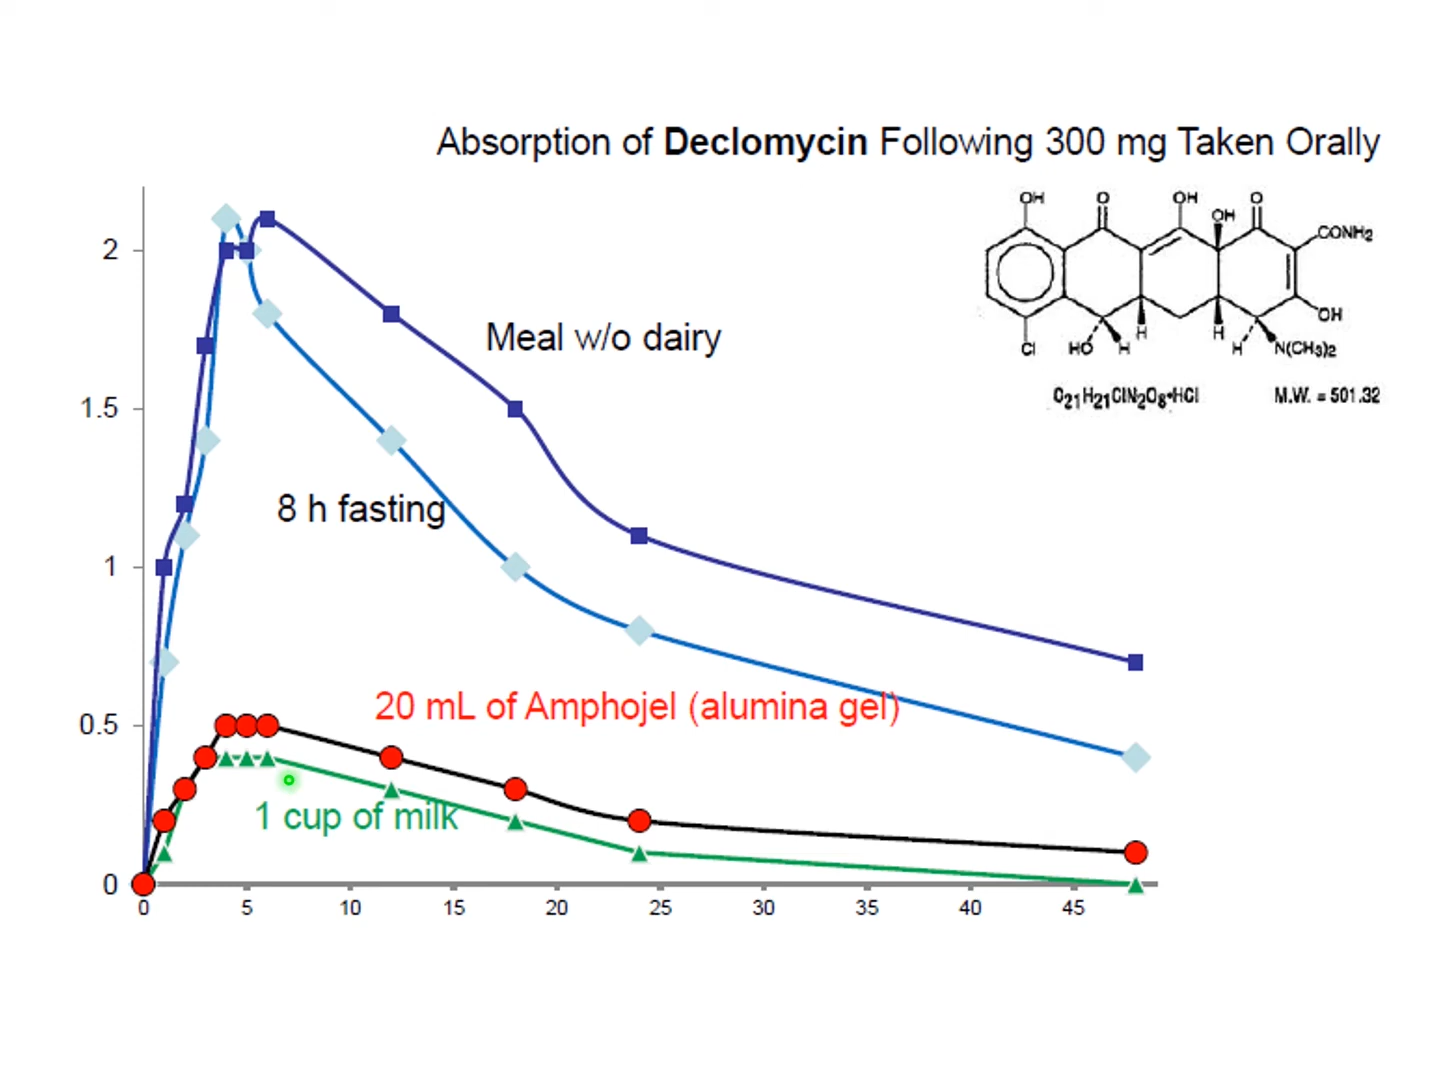 Absorption of Declomycin Following 300 mg Taken Orally
OH O OH OH O CONH2
OH
Cl HO H H H H N(CH3)2
C21H21ClN2O8•HCl M.W. = 501.32
2
1.5
1
0.5
0
Meal w/o dairy
8 h fasting
20 mL of Amphojel (alumina gel)
1 cup of milk
0 5 10 15 20 25 30 35 40 45